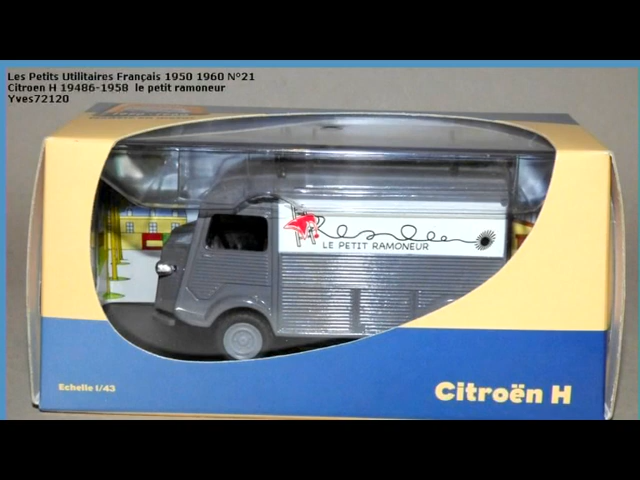 Les Petits Utilitaires Français 1950 1960 N°21
Citroen H 19486-1958 le petit ramoneur
Yves72120
LE PETIT RAMONEUR
Echelle 1/43
Citroën H